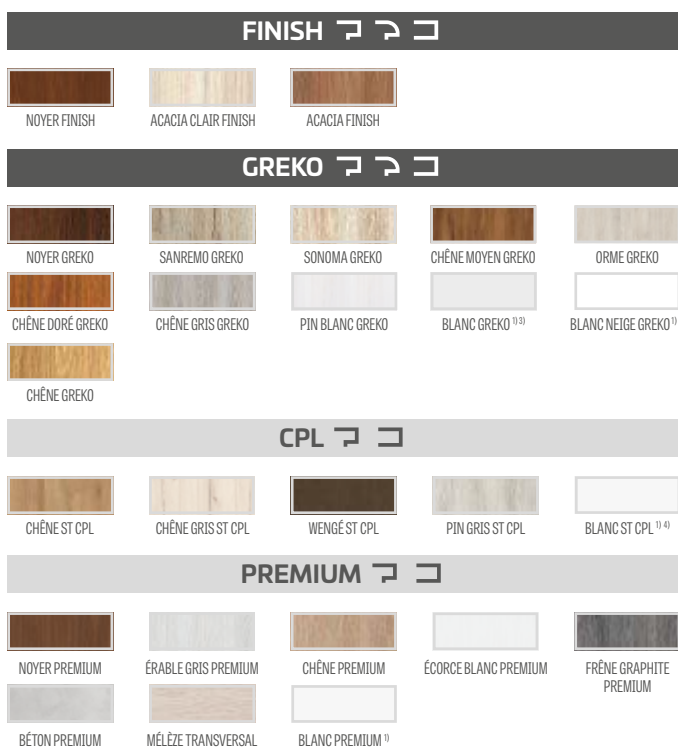 FINISH
NOYER FINISH ACACIA CLAIR FINISH ACACIA FINISH
GREKO
NOYER GREKO SANREMO GREKO SONOMA GREKO CHÊNE MOYEN GREKO ORME GREKO
CHÊNE DORÉ GREKO CHÊNE GRIS GREKO PIN BLANC GREKO BLANC GREKO 1) 3) BLANC NEIGE GREKO 1)
CHÊNE GREKO
CPL
CHÊNE ST CPL CHÊNE GRIS ST CPL WENGÉ ST CPL PIN GRIS ST CPL BLANC ST CPL 1) 4)
PREMIUM
NOYER PREMIUM ÉRABLE GRIS PREMIUM CHÊNE PREMIUM ÉCORCE BLANC PREMIUM FRÊNE GRAPHITE
PREMIUM
BÉTON PREMIUM MÉLÈZE TRANSVERSAL BLANC PREMIUM 1)